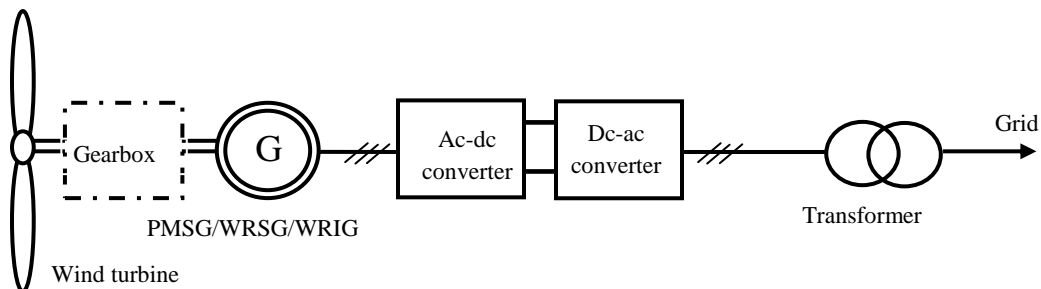 Gearbox
G
Ac-dc
converter
Dc-ac
converter
Grid
PMSG/WRSG/WRIG
Transformer
Wind turbine